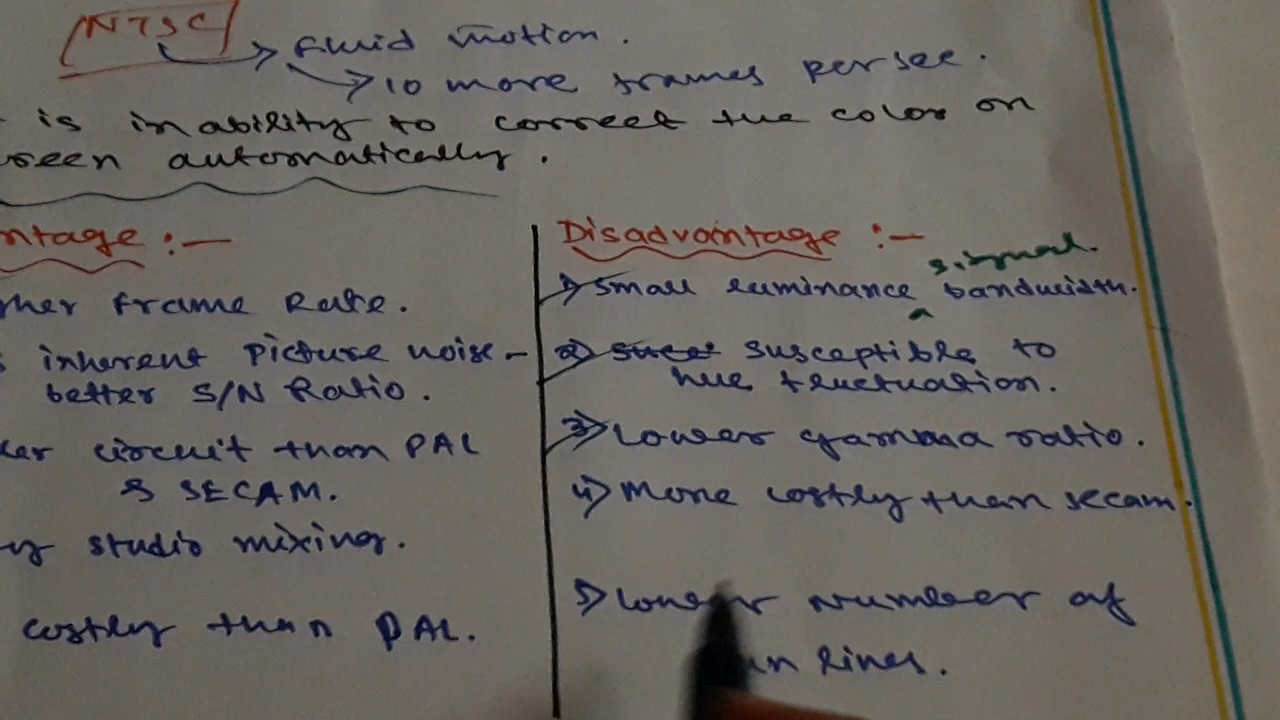 NTSC
fluid motion.
10 more frames per sec.
is inability to correct the color on
reen automatically.
ntage :-
her Frame Rate.
inherent picture noise -
better S/N Ratio.
ler circuit than PAL
& SECAM.
y studio mixing.
costly than PAL.
Disadvantage :-
signal.
1) Small luminance bandwidth.
2) susceptible to
hue fluctuation.
3) Lower gamma ratio.
4) More costly than secam.
5) Lower Number of
lines.